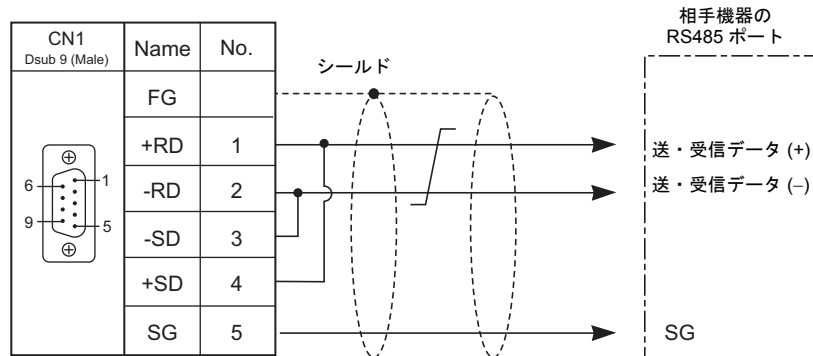 CN1
Dsub 9 (Male)
Name
No.
FG
+RD
1
-RD
2
-SD
3
+SD
4
SG
5
6
1
9
5
シールド
相手機器の
RS485 ポート
送・受信データ (+)
送・受信データ (−)
SG